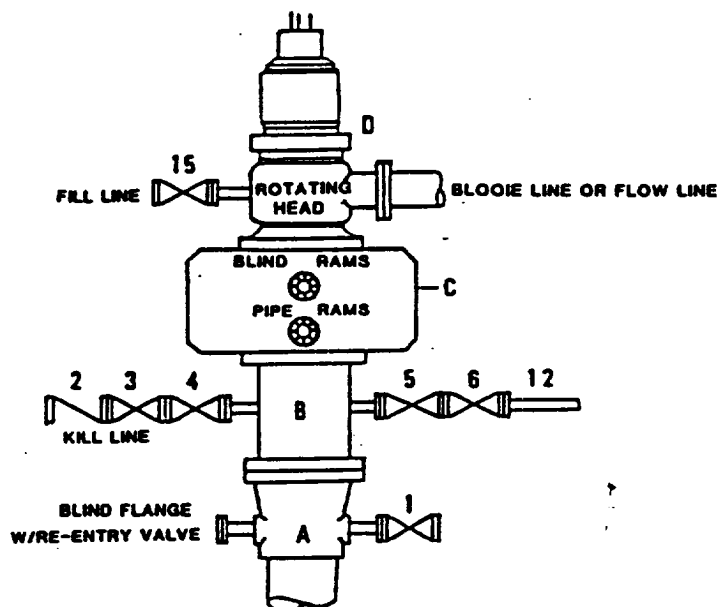 D
15
FILL LINE
ROTATING HEAD
BLOOIE LINE OR FLOW LINE
BLIND RAMS
C
PIPE RAMS
2 3 4
5 6 12
B
KILL LINE
BLIND FLANGE
W/RE-ENTRY VALVE
A
1